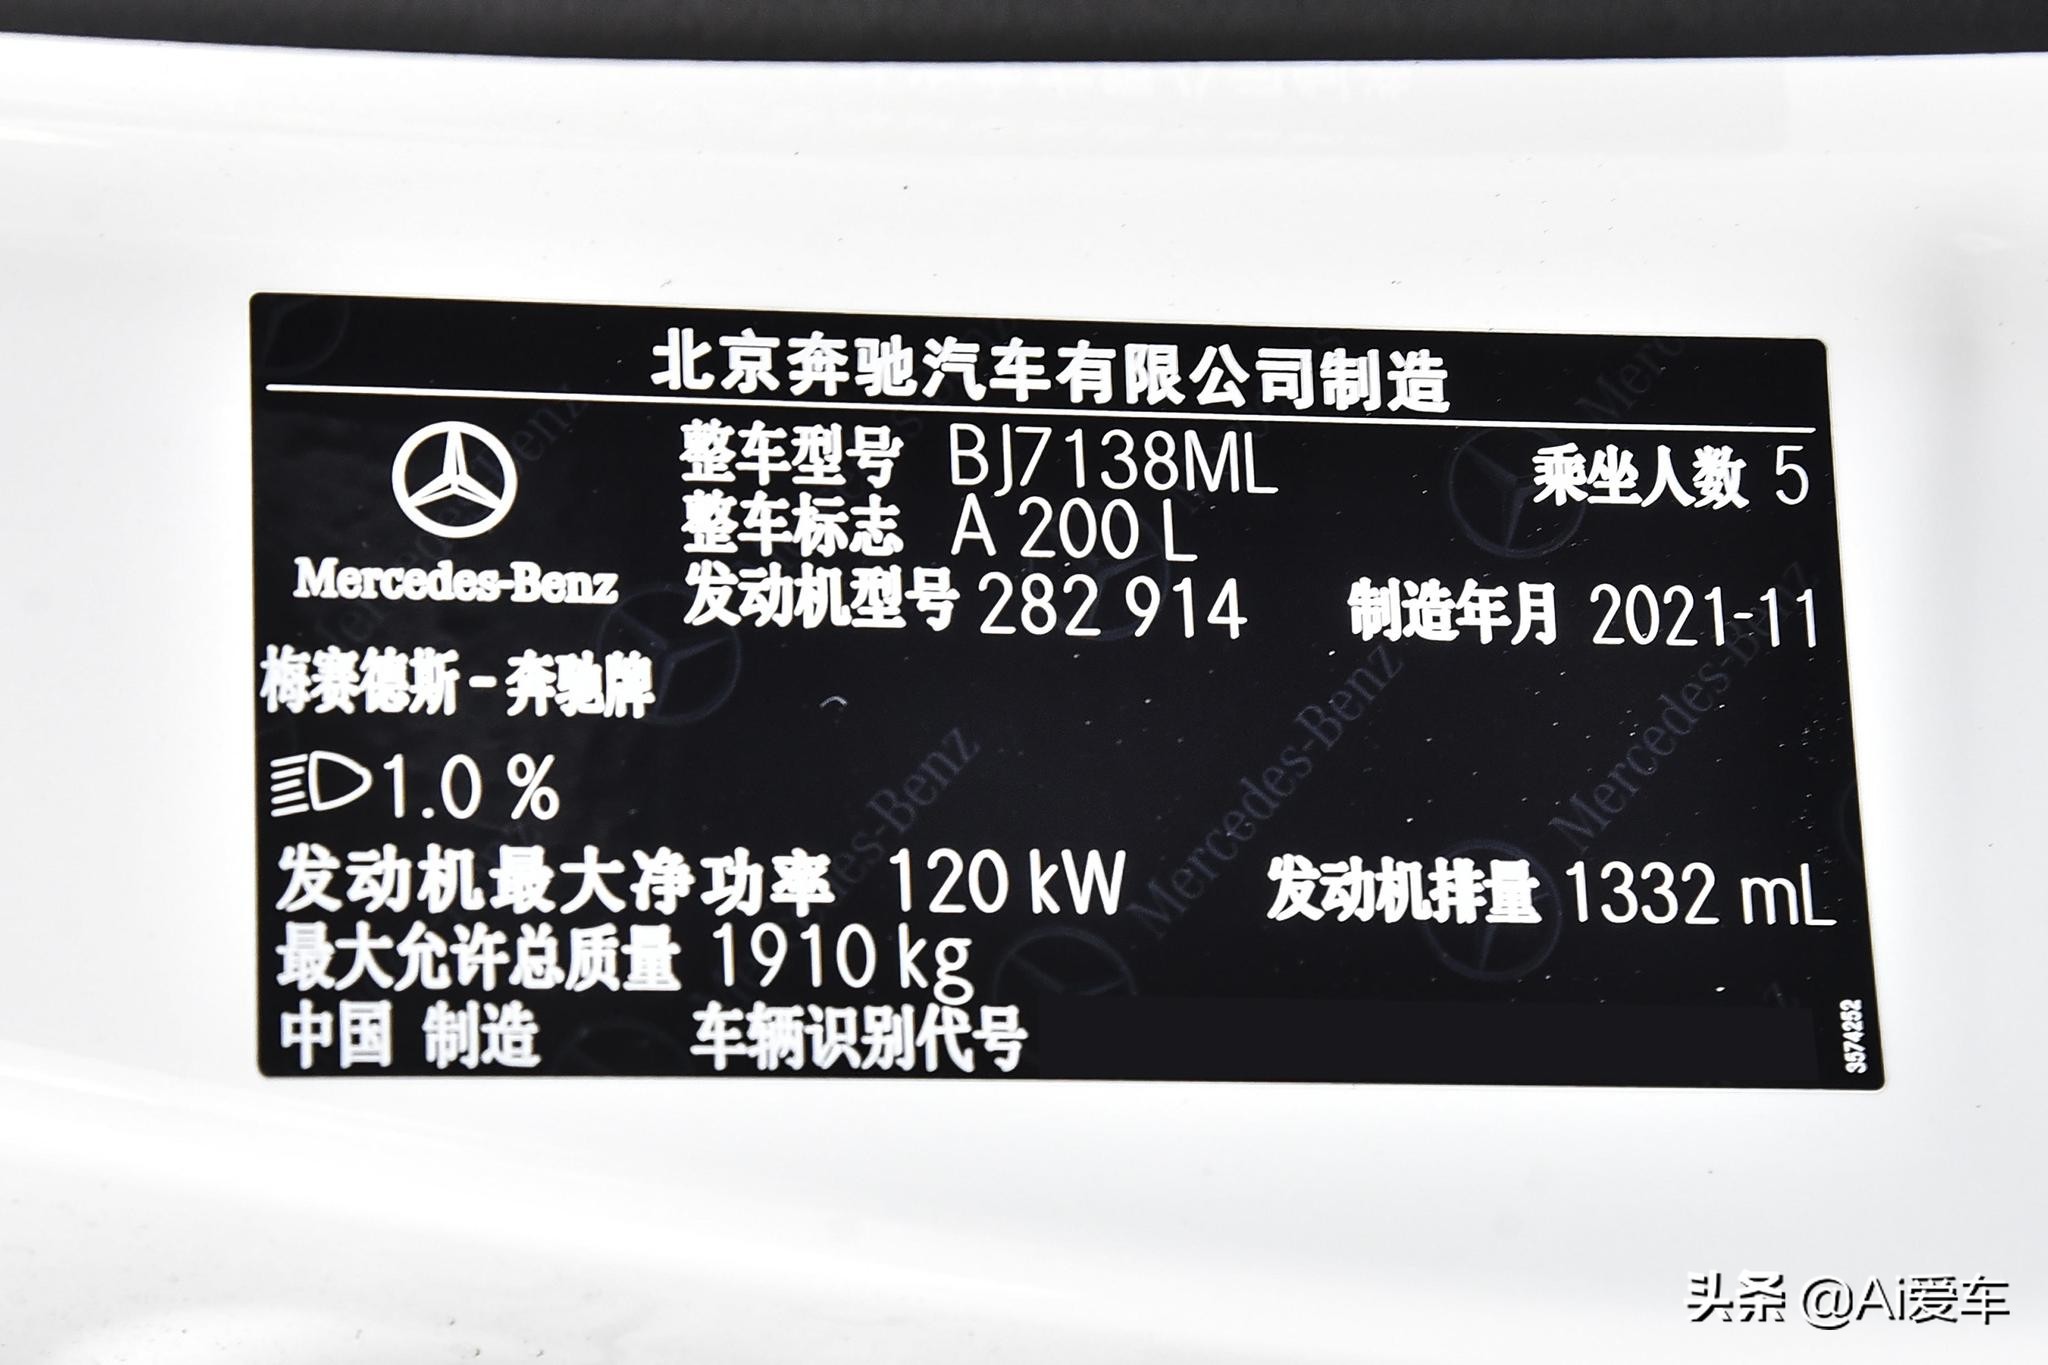 北京奔驰汽车有限公司制造
整车型号 BJ7138ML 乘坐人数 5
整车标志 A 200 L
Mercedes-Benz
发动机型号 282 914 制造年月 2021-11
梅赛德斯-奔驰牌
1.0 %
发动机最大净功率 120 kW 发动机排量 1332 mL
最大允许总质量 1910 kg
中国 制造 车辆识别代号
3574252
头条 @Ai爱车